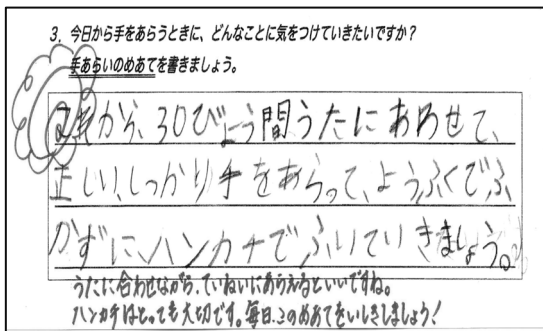 3. 今日から手をあらうときに、どんなことに気をつけていきたいですか？
手あらいのめあてを書きましょう。
これから、30びょう間うたにあわせて、
正しい、しっかり手をあらって、ようふくでふ
かずに、ハンカチでふいていきましょう。
うたに合わせながら、ていねいにあらえるといいですね。
ハンカチはとっても大切です。毎日、このめあてをいしきしましょう！